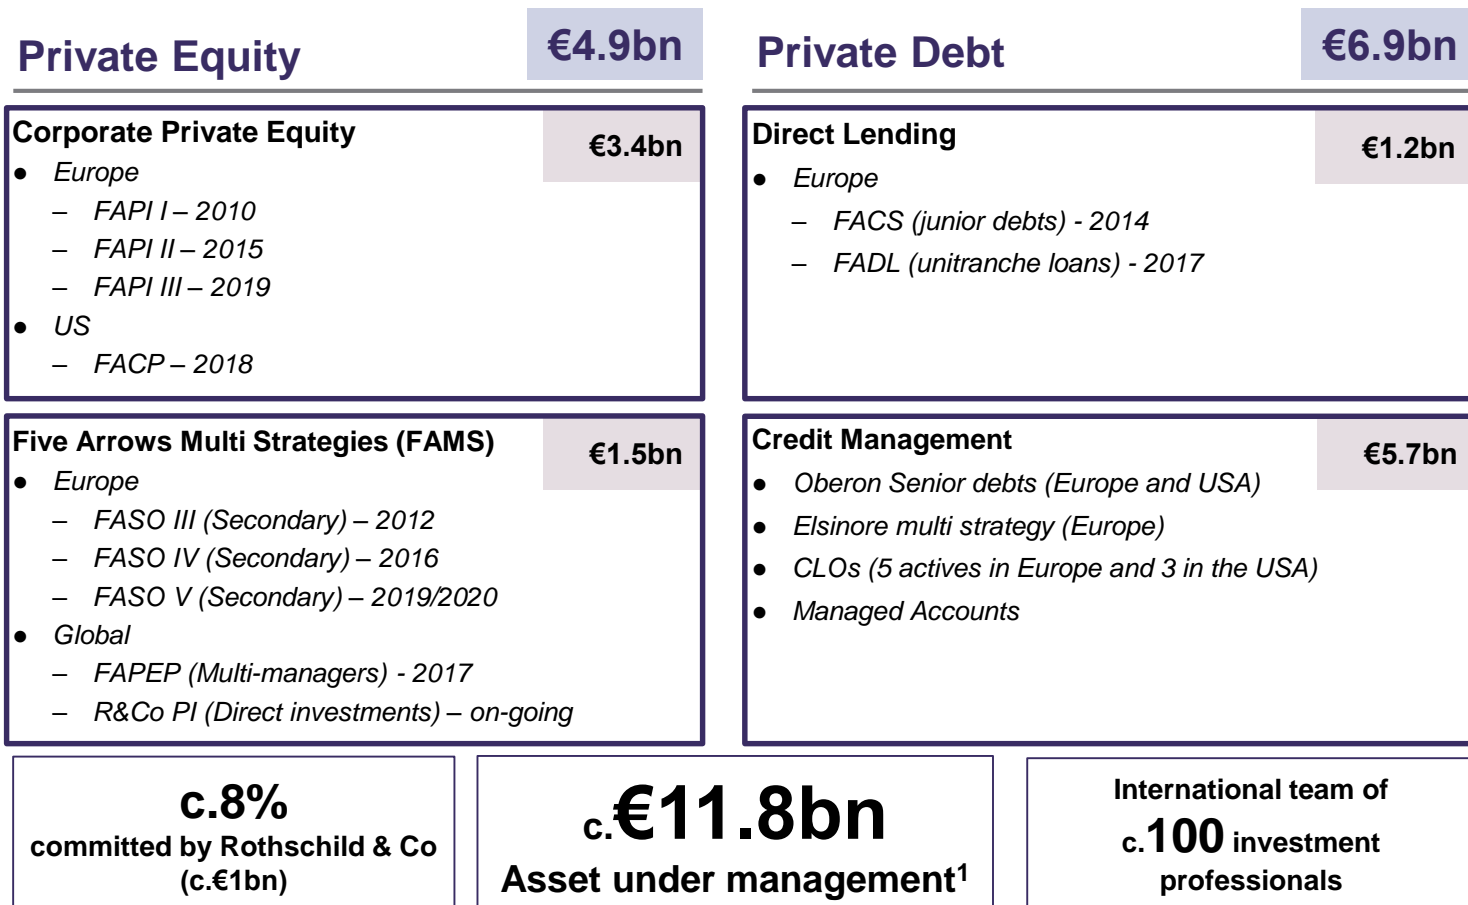 Private Equity
€4.9bn
Corporate Private Equity
€3.4bn
● Europe
– FAPI I – 2010
– FAPI II – 2015
– FAPI III – 2019
● US
– FACP – 2018
Five Arrows Multi Strategies (FAMS)
€1.5bn
● Europe
– FASO III (Secondary) – 2012
– FASO IV (Secondary) – 2016
– FASO V (Secondary) – 2019/2020
● Global
– FAPEP (Multi-managers) - 2017
– R&Co PI (Direct investments) – on-going
Private Debt
€6.9bn
Direct Lending
€1.2bn
● Europe
– FACS (junior debts) - 2014
– FADL (unitranche loans) - 2017
Credit Management
€5.7bn
● Oberon Senior debts (Europe and USA)
● Elsinore multi strategy (Europe)
● CLOs (5 actives in Europe and 3 in the USA)
● Managed Accounts
c.8%
committed by Rothschild & Co
(c.€1bn)
c.€11.8bn
Asset under management¹
International team of
c.100 investment
professionals